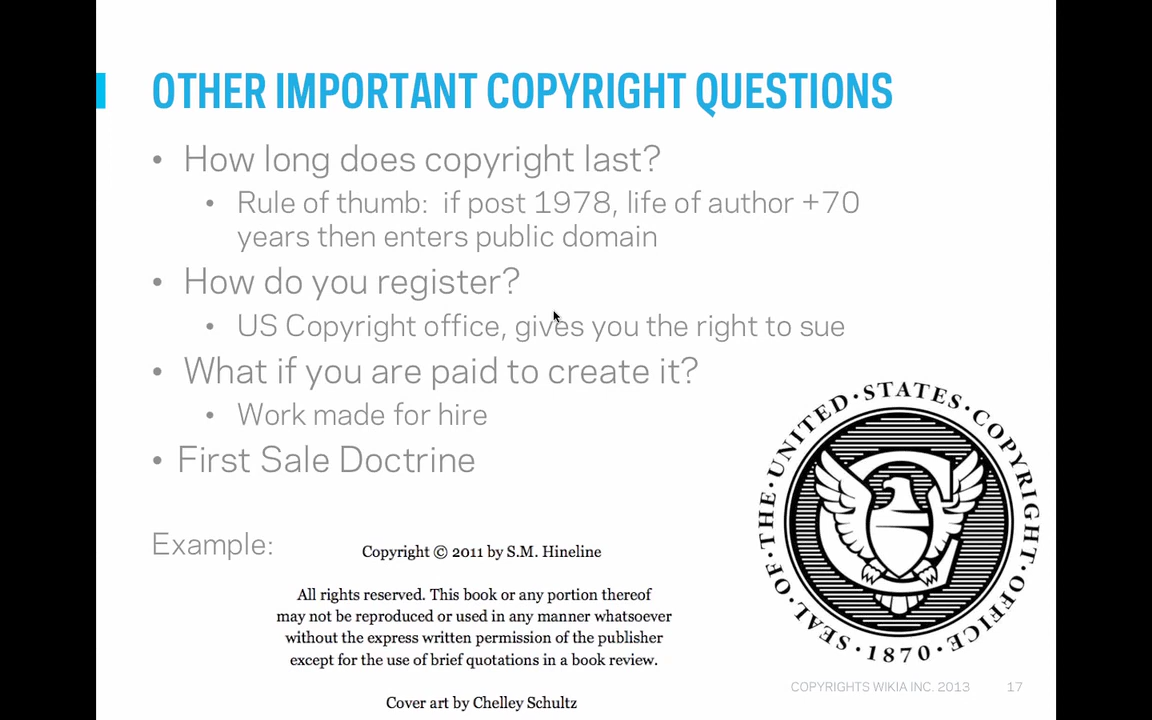 OTHER IMPORTANT COPYRIGHT QUESTIONS
• How long does copyright last?
• Rule of thumb:  if post 1978, life of author +70
years then enters public domain
• How do you register?
• US Copyright office, gives you the right to sue
• What if you are paid to create it?
• Work made for hire
• First Sale Doctrine
Example:
Copyright © 2011 by S.M. Hineline
All rights reserved. This book or any portion thereof
may not be reproduced or used in any manner whatsoever
without the express written permission of the publisher
except for the use of brief quotations in a book review.
Cover art by Chelley Schultz
SEAL·OF·THE·UNITED·STATES·COPYRIGHT·OFFICE
·1870·
COPYRIGHTS WIKIA INC. 2013
17